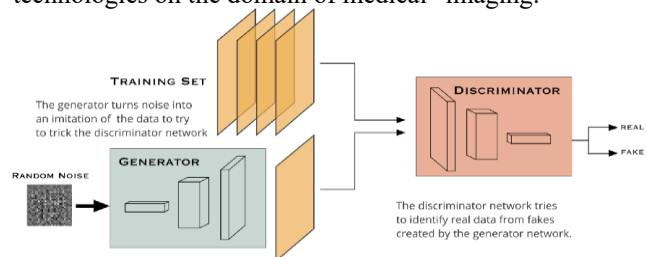 technologies on the domain of medical imaging.
TRAINING SET
The generator turns noise into
an imitation of the data to try
to trick the discriminator network
GENERATOR
RANDOM NOISE
DISCRIMINATOR
REAL
FAKE
The discriminator network tries
to identify real data from fakes
created by the generator network.